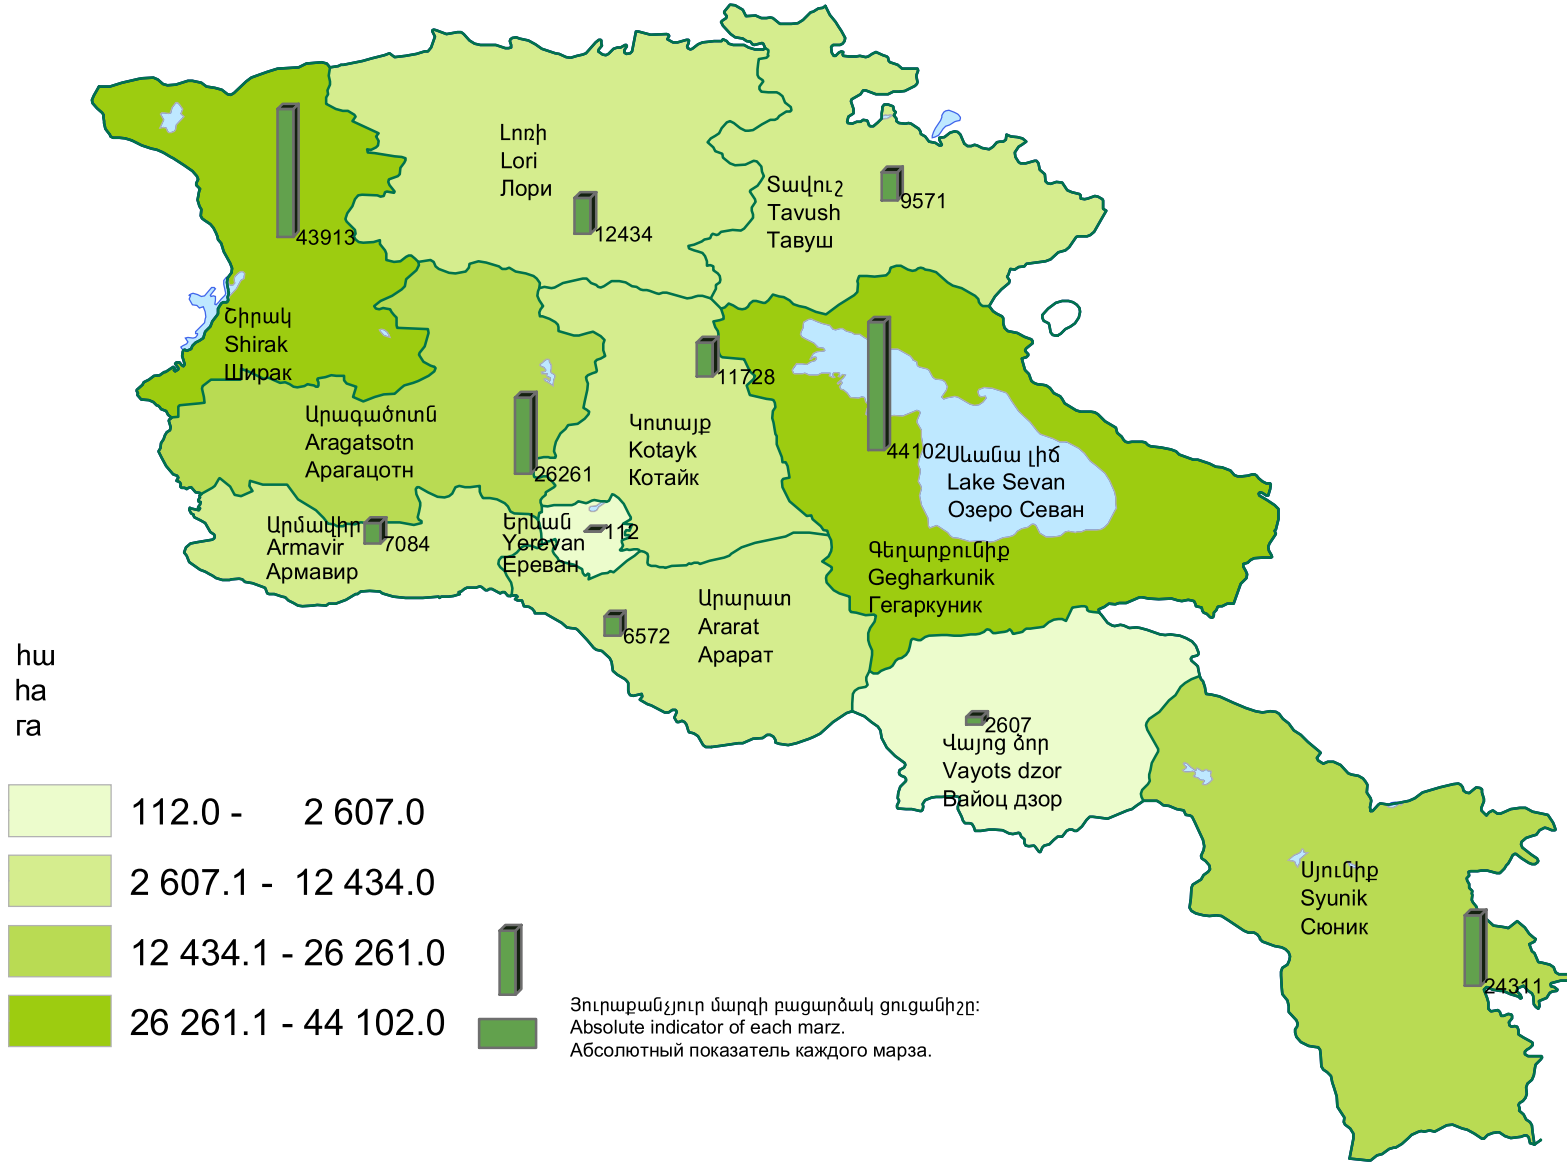 Լոռի
Lori
Лори
12434
Տավուշ
Tavush
Тавуш
9571
43913
Շիրակ
Shirak
Ширак
11728
Արագածոտն
Aragatsotn
Арагацотн
26261
Կոտայք
Kotayk
Котайк
44102
Սևանա լիճ
Lake Sevan
Озеро Севан
Արմավիր
Armavir
Армавир
7084
Երևան
Yerevan
Ереван
112
Գեղարքունիք
Gegharkunik
Гегаркуник
Արարատ
Ararat
Арарат
6572
2607
Վայոց ձոր
Vayots dzor
Вайоц дзор
Սյունիք
Syunik
Сюник
24311
հա
ha
га
112.0 - 2 607.0
2 607.1 - 12 434.0
12 434.1 - 26 261.0
26 261.1 - 44 102.0
Յուրաքանչյուր մարզի բացարձակ ցուցանիշը:
Absolute indicator of each marz.
Абсолютный показатель каждого марза.